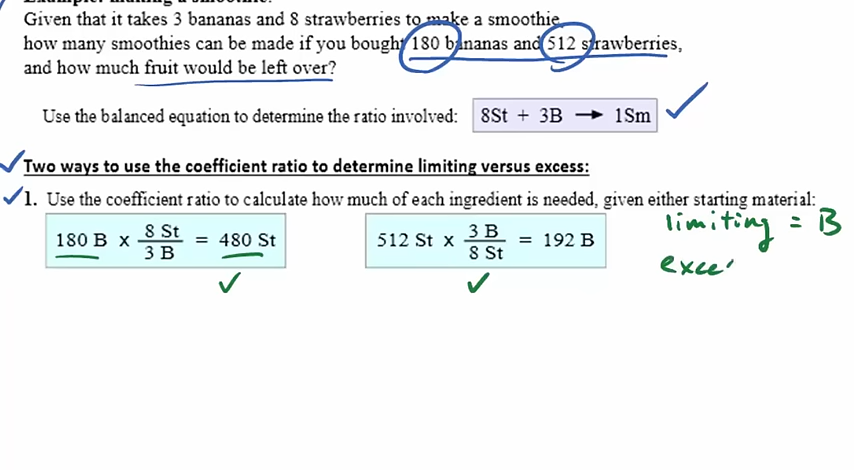 Given that it takes 3 bananas and 8 strawberries to make a smoothie
how many smoothies can be made if you bought 180 bananas and 512 strawberries,
and how much fruit would be left over?
Use the balanced equation to determine the ratio involved: 8St + 3B → 1Sm
Two ways to use the coefficient ratio to determine limiting versus excess:
1. Use the coefficient ratio to calculate how much of each ingredient is needed, given either starting material:
180 B x 8 St / 3 B = 480 St
512 St x 3 B / 8 St = 192 B
limiting = B
exce